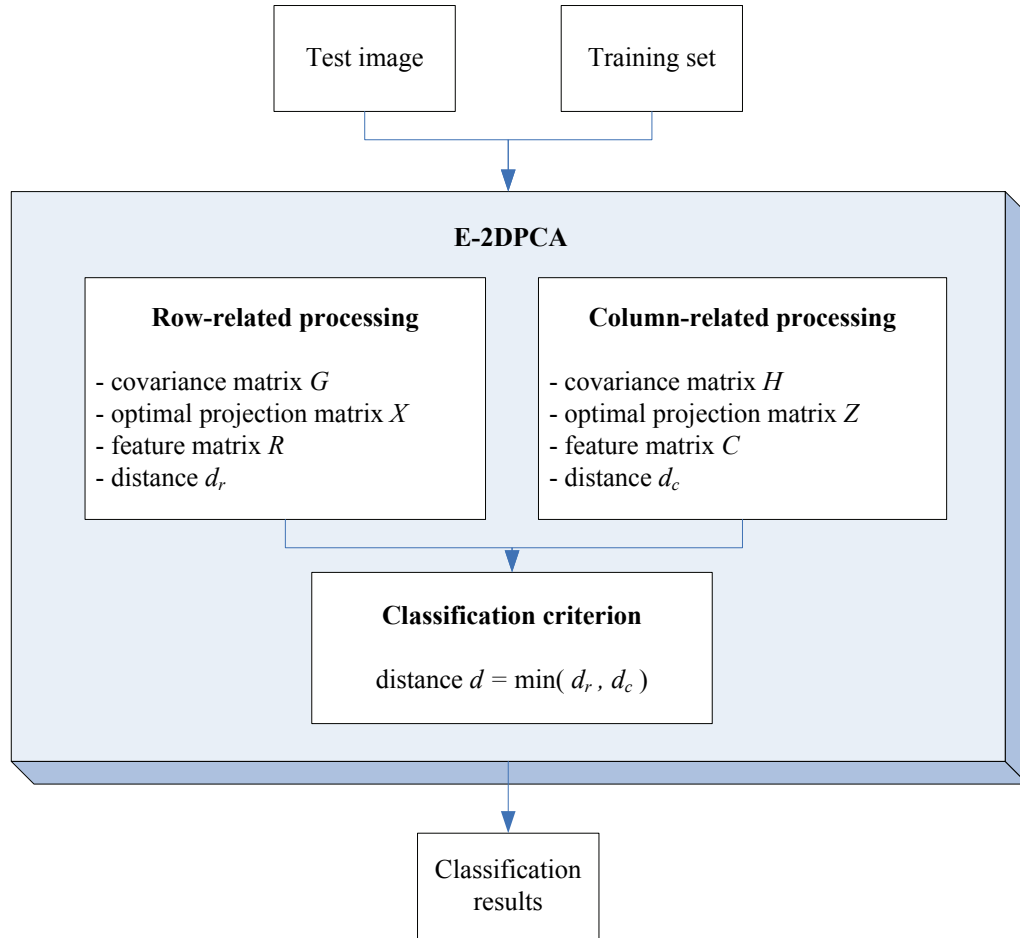 Test image
Training set
E-2DPCA
Row-related processing
- covariance matrix G
- optimal projection matrix X
- feature matrix R
- distance dr
Column-related processing
- covariance matrix H
- optimal projection matrix Z
- feature matrix C
- distance dc
Classification criterion
distance d = min( dr , dc )
Classification
results